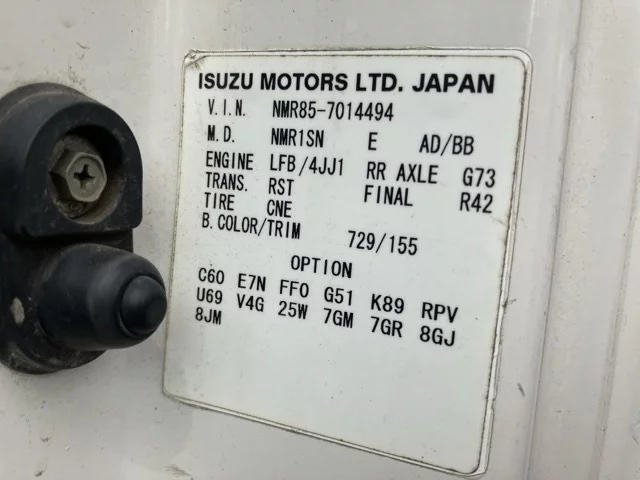 ISUZU MOTORS LTD. JAPAN
V.I.N. NMR85-7014494
M.D. NMR1SN E AD/BB
ENGINE LFB/4JJ1 RR AXLE G73
TRANS. RST FINAL R42
TIRE CNE
B.COLOR/TRIM 729/155
OPTION
C60 E7N FF0 G51 K89 RPV
U69 V4G 25W 7GM 7GR 8GJ
8JM